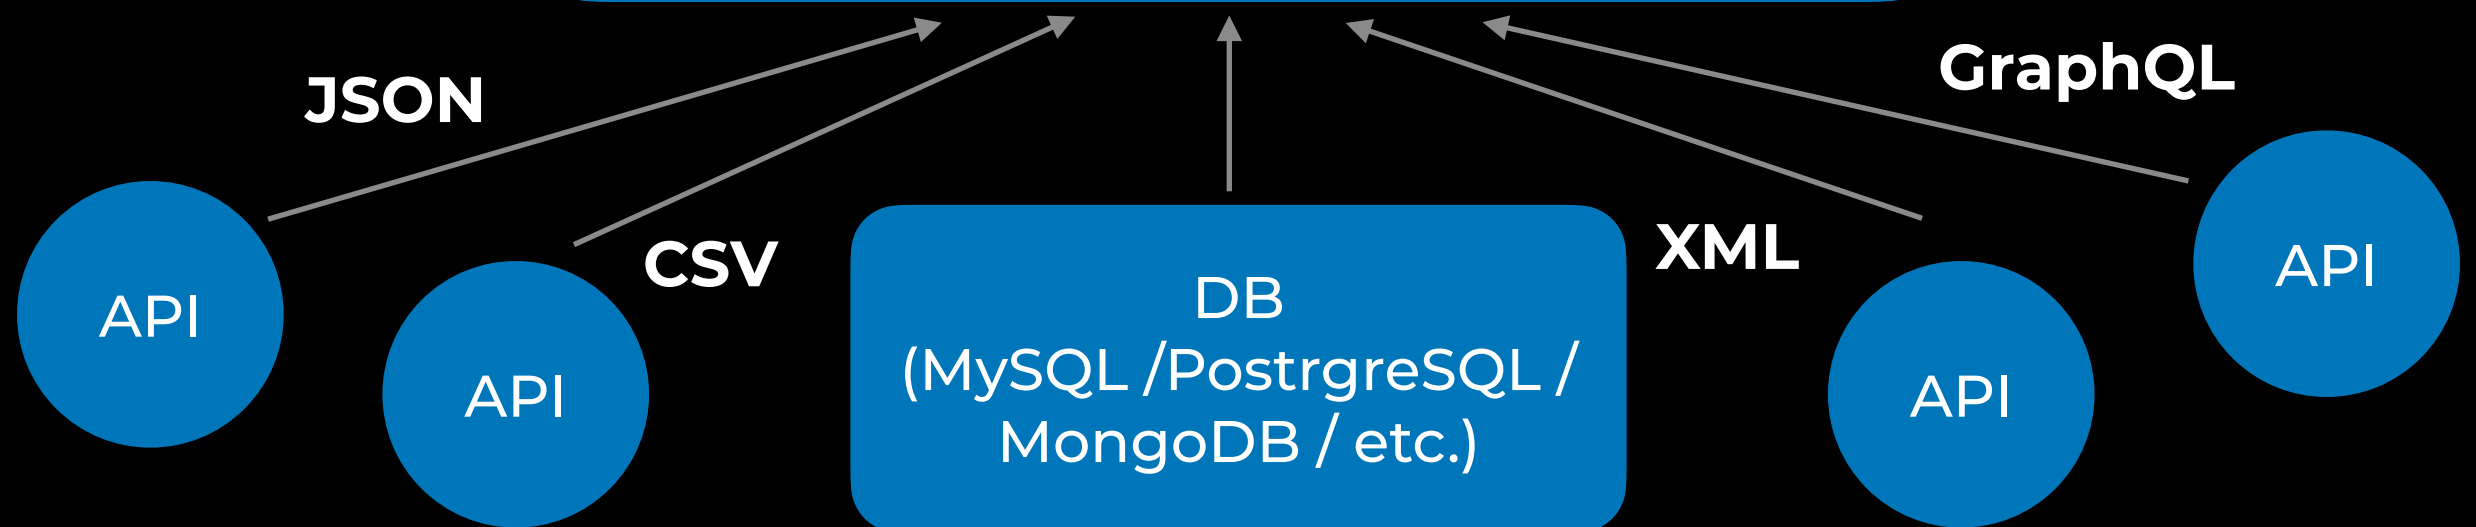 JSON
GraphQL
CSV
XML
API
API
DB
(MySQL /PostrgreSQL /
MongoDB / etc.)
API
API